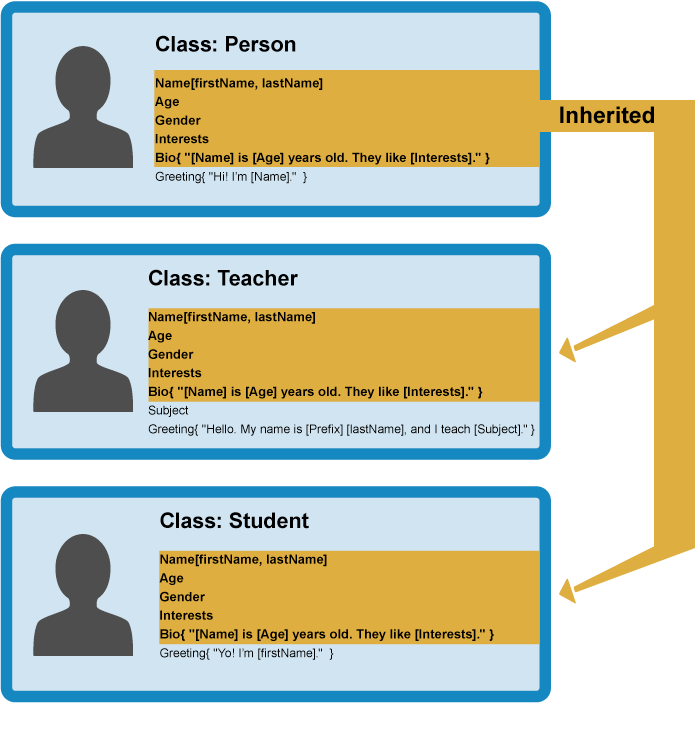 Class: Person
Name[firstName, lastName]
Age
Gender
Interests
Bio{ "[Name] is [Age] years old. They like [Interests]." }
Greeting{ "Hi! I'm [Name]." }
Inherited
Class: Teacher
Name[firstName, lastName]
Age
Gender
Interests
Bio{ "[Name] is [Age] years old. They like [Interests]." }
Subject
Greeting{ "Hello. My name is [Prefix] [lastName], and I teach [Subject]." }
Class: Student
Name[firstName, lastName]
Age
Gender
Interests
Bio{ "[Name] is [Age] years old. They like [Interests]." }
Greeting{ "Yo! I'm [firstName]." }